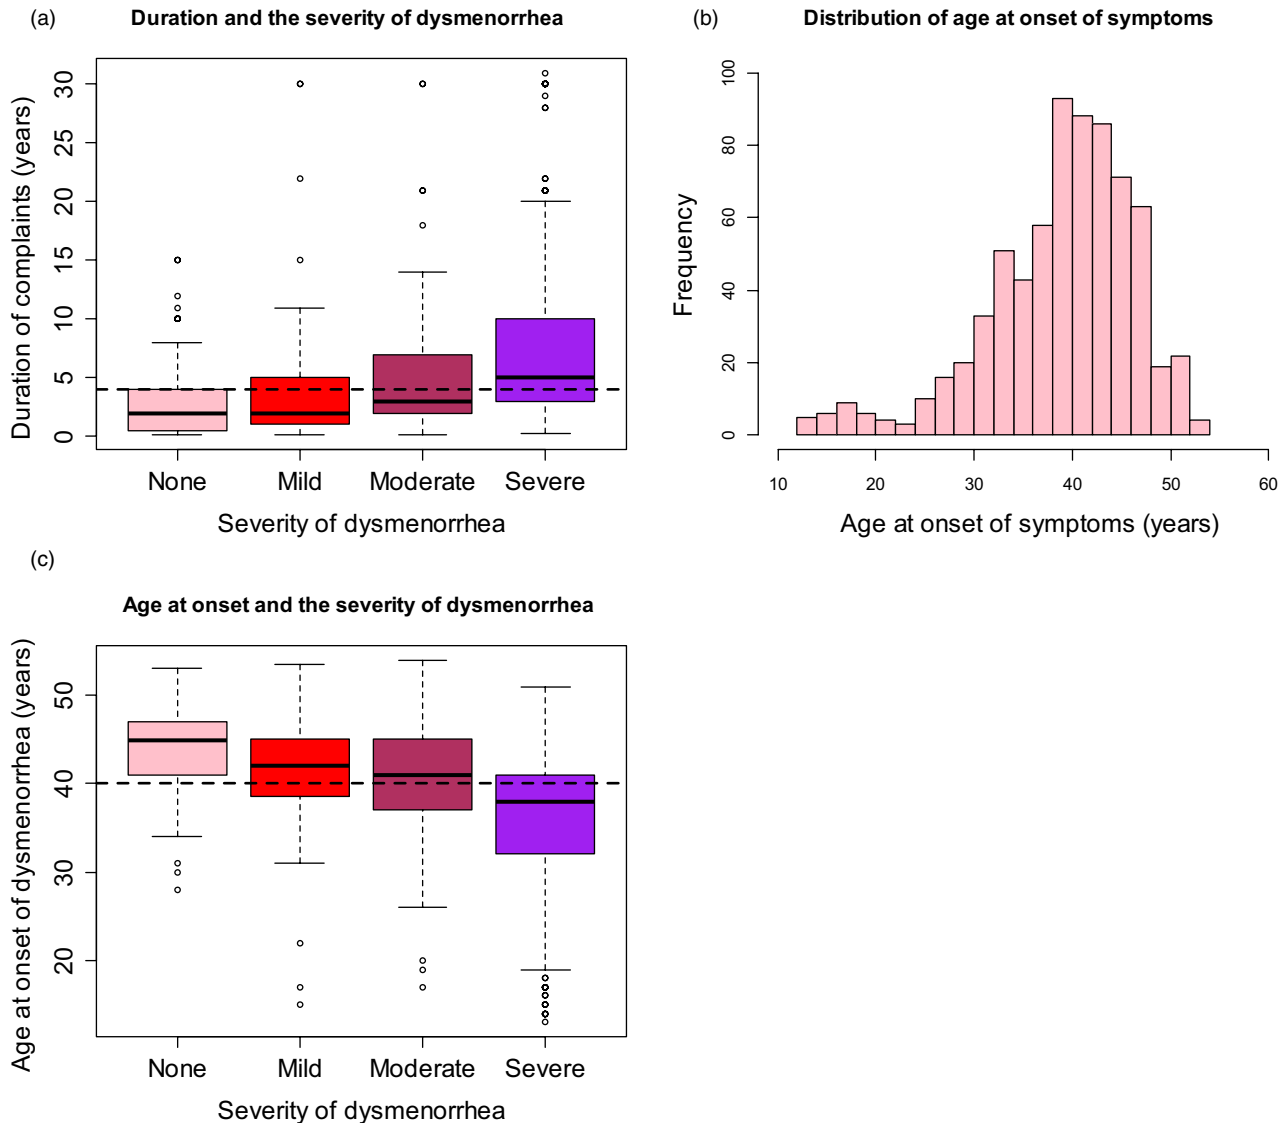 (a)
Duration and the severity of dysmenorrhea
Duration of complaints (years)
30
25
20
15
10
5
0
None Mild Moderate Severe
Severity of dysmenorrhea
(b)
Distribution of age at onset of symptoms
Frequency
100
80
60
40
20
0
10 20 30 40 50 60
Age at onset of symptoms (years)
(c)
Age at onset and the severity of dysmenorrhea
Age at onset of dysmenorrhea (years)
50
40
30
20
None Mild Moderate Severe
Severity of dysmenorrhea